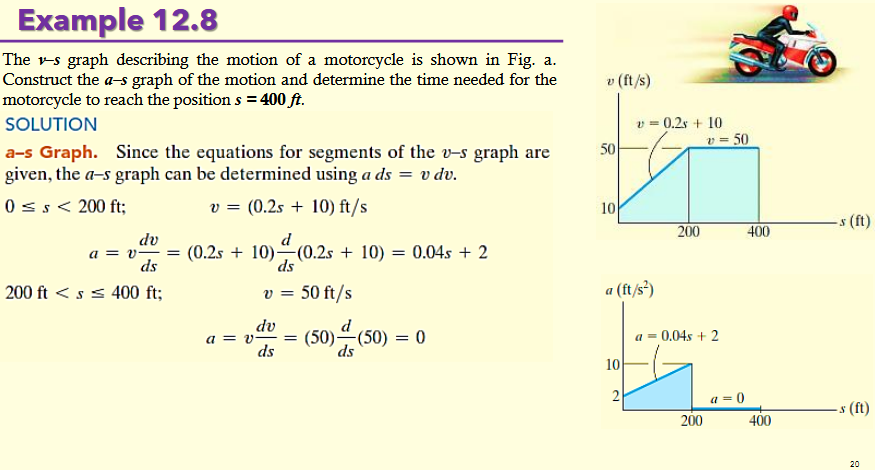 Example 12.8
The v–s graph describing the motion of a motorcycle is shown in Fig. a.
Construct the a–s graph of the motion and determine the time needed for the
motorcycle to reach the position s = 400 ft.
SOLUTION
a–s Graph. Since the equations for segments of the v–s graph are
given, the a–s graph can be determined using a ds = v dv.
0 ≤ s < 200 ft; v = (0.2s + 10) ft/s
a = v dv/ds = (0.2s + 10) d/ds (0.2s + 10) = 0.04s + 2
200 ft < s ≤ 400 ft; v = 50 ft/s
a = v dv/ds = (50) d/ds (50) = 0
v (ft/s)
v = 0.2s + 10
v = 50
50
10
s (ft)
200 400
a (ft/s²)
a = 0.04s + 2
10
2
a = 0
s (ft)
200 400
20